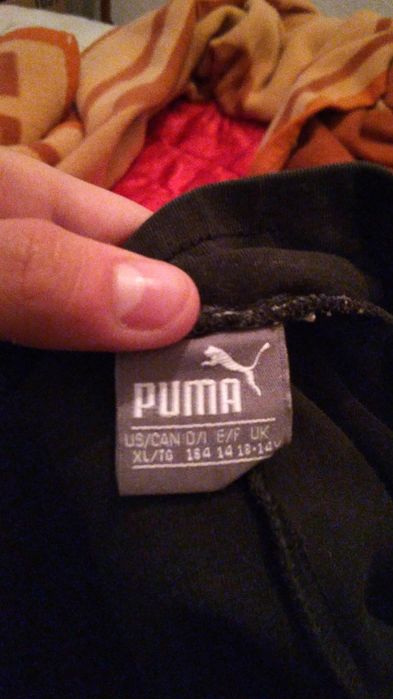 PUMA
US/CAN D/I E/F UK
XL/TG 164 14 13-14Y